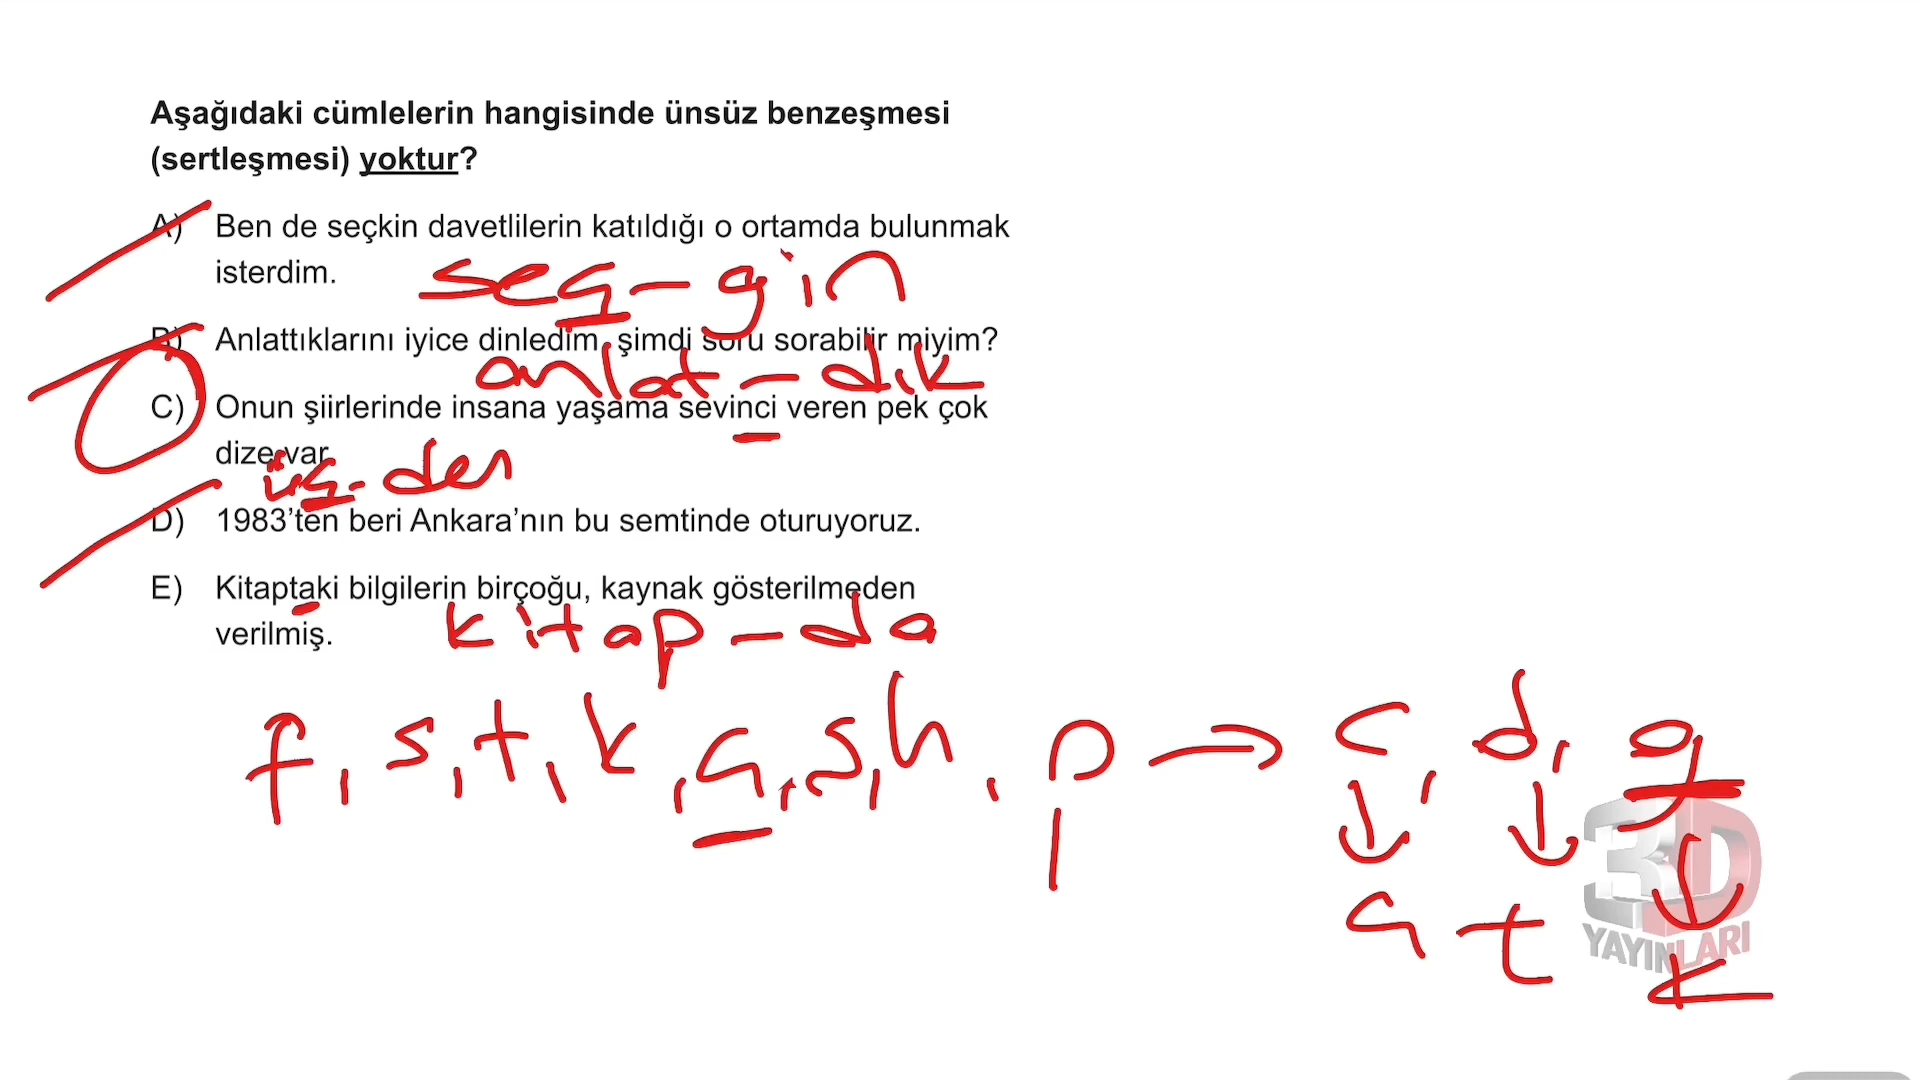 Aşağıdaki cümlelerin hangisinde ünsüz benzeşmesi
(sertleşmesi) yoktur?
A) Ben de seçkin davetlilerin katıldığı o ortamda bulunmak
isterdim.
seç-gin
B) Anlattıklarını iyice dinledim, şimdi soru sorabilir miyim?
anlat-dık
C) Onun şiirlerinde insana yaşama sevinci veren pek çok
dize var.
üç-den
D) 1983’ten beri Ankara’nın bu semtinde oturuyoruz.
E) Kitaptaki bilgilerin birçoğu, kaynak gösterilmeden
verilmiş.
kitap-da
f, s, t, k, ç, ş, h, p → c, d, g
ç t k
3D
YAYINLARI